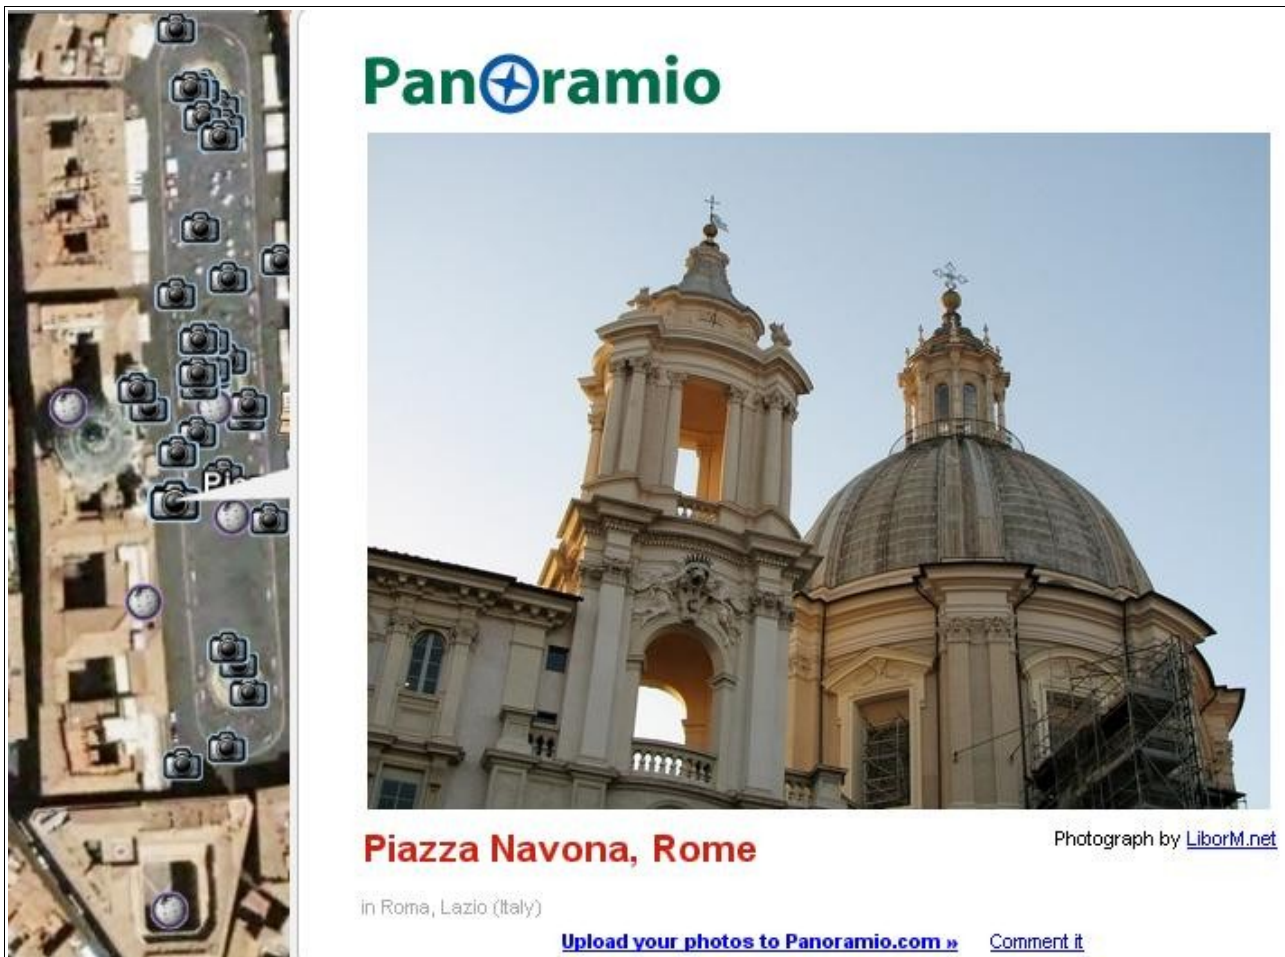 Panoramio
Piazza Navona, Rome
Photograph by LiborM.net
in Roma, Lazio (Italy)
Upload your photos to Panoramio.com »
Comment it